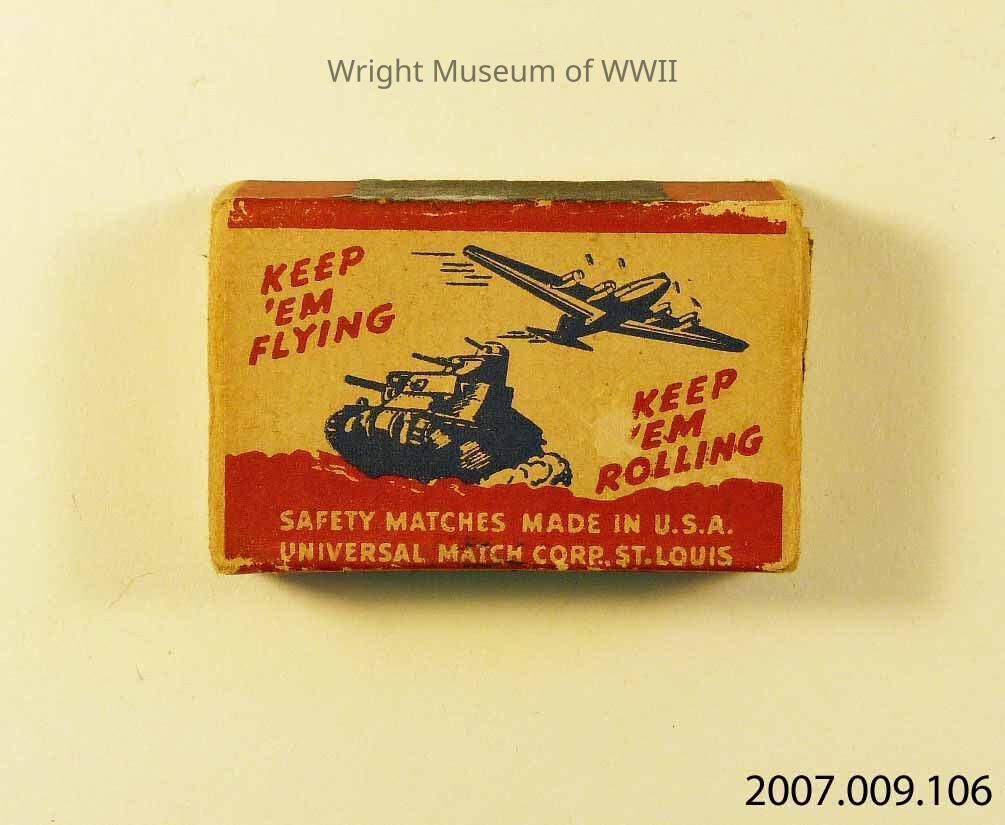 Wright Museum of WWII
KEEP
'EM
FLYING
KEEP
'EM
ROLLING
SAFETY MATCHES MADE IN U.S.A.
UNIVERSAL MATCH CORP. ST. LOUIS
2007.009.106